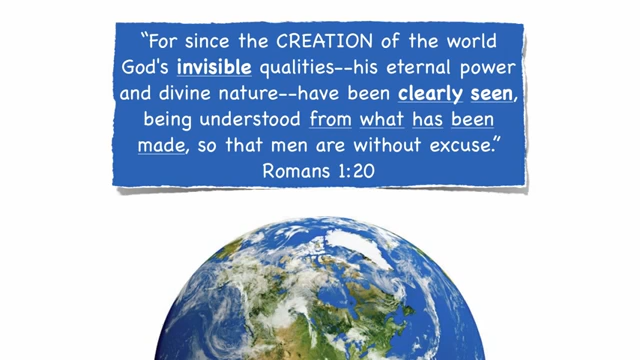 “For since the CREATION of the world
God's invisible qualities--his eternal power
and divine nature--have been clearly seen,
being understood from what has been
made, so that men are without excuse.”
Romans 1:20